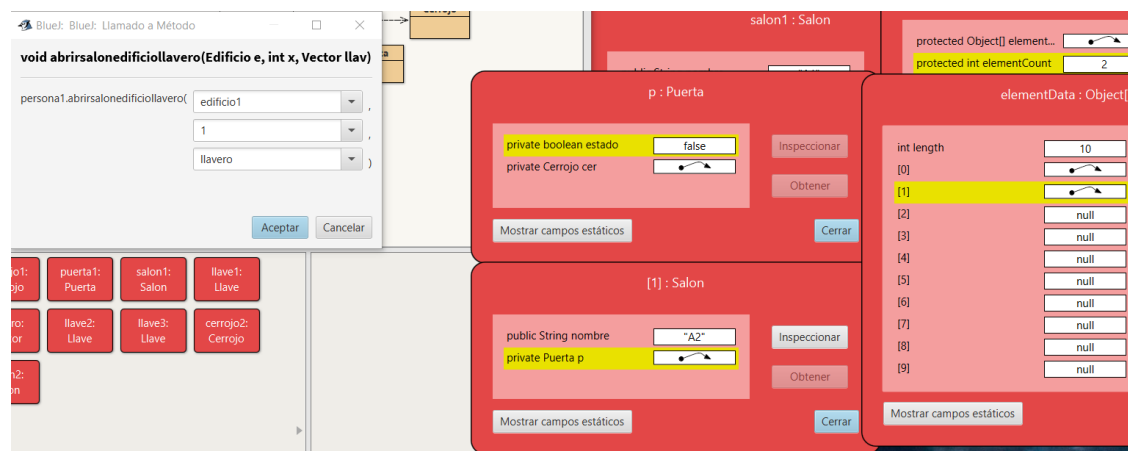 BlueJ: BlueJ: Llamado a Método
void abrirsalonedificiollavero(Edificio e, int x, Vector llav)
persona1.abrirsalonedificiollavero(
edificio1
,
1
,
llavero
)
Aceptar
Cancelar
puerta1:
Puerta
salon1:
Salon
llave1:
Llave
llave2:
Llave
llave3:
Llave
cerrojo2:
Cerrojo
salon1 : Salon
protected Object[] element...
protected int elementCount
2
p : Puerta
private boolean estado
false
private Cerrojo cer
Inspeccionar
Obtener
Mostrar campos estáticos
Cerrar
[1] : Salon
public String nombre
"A2"
private Puerta p
Inspeccionar
Obtener
Mostrar campos estáticos
Cerrar
elementData : Object[
int length
10
[0]
[1]
[2]
null
[3]
null
[4]
null
[5]
null
[6]
null
[7]
null
[8]
null
[9]
null
Mostrar campos estáticos